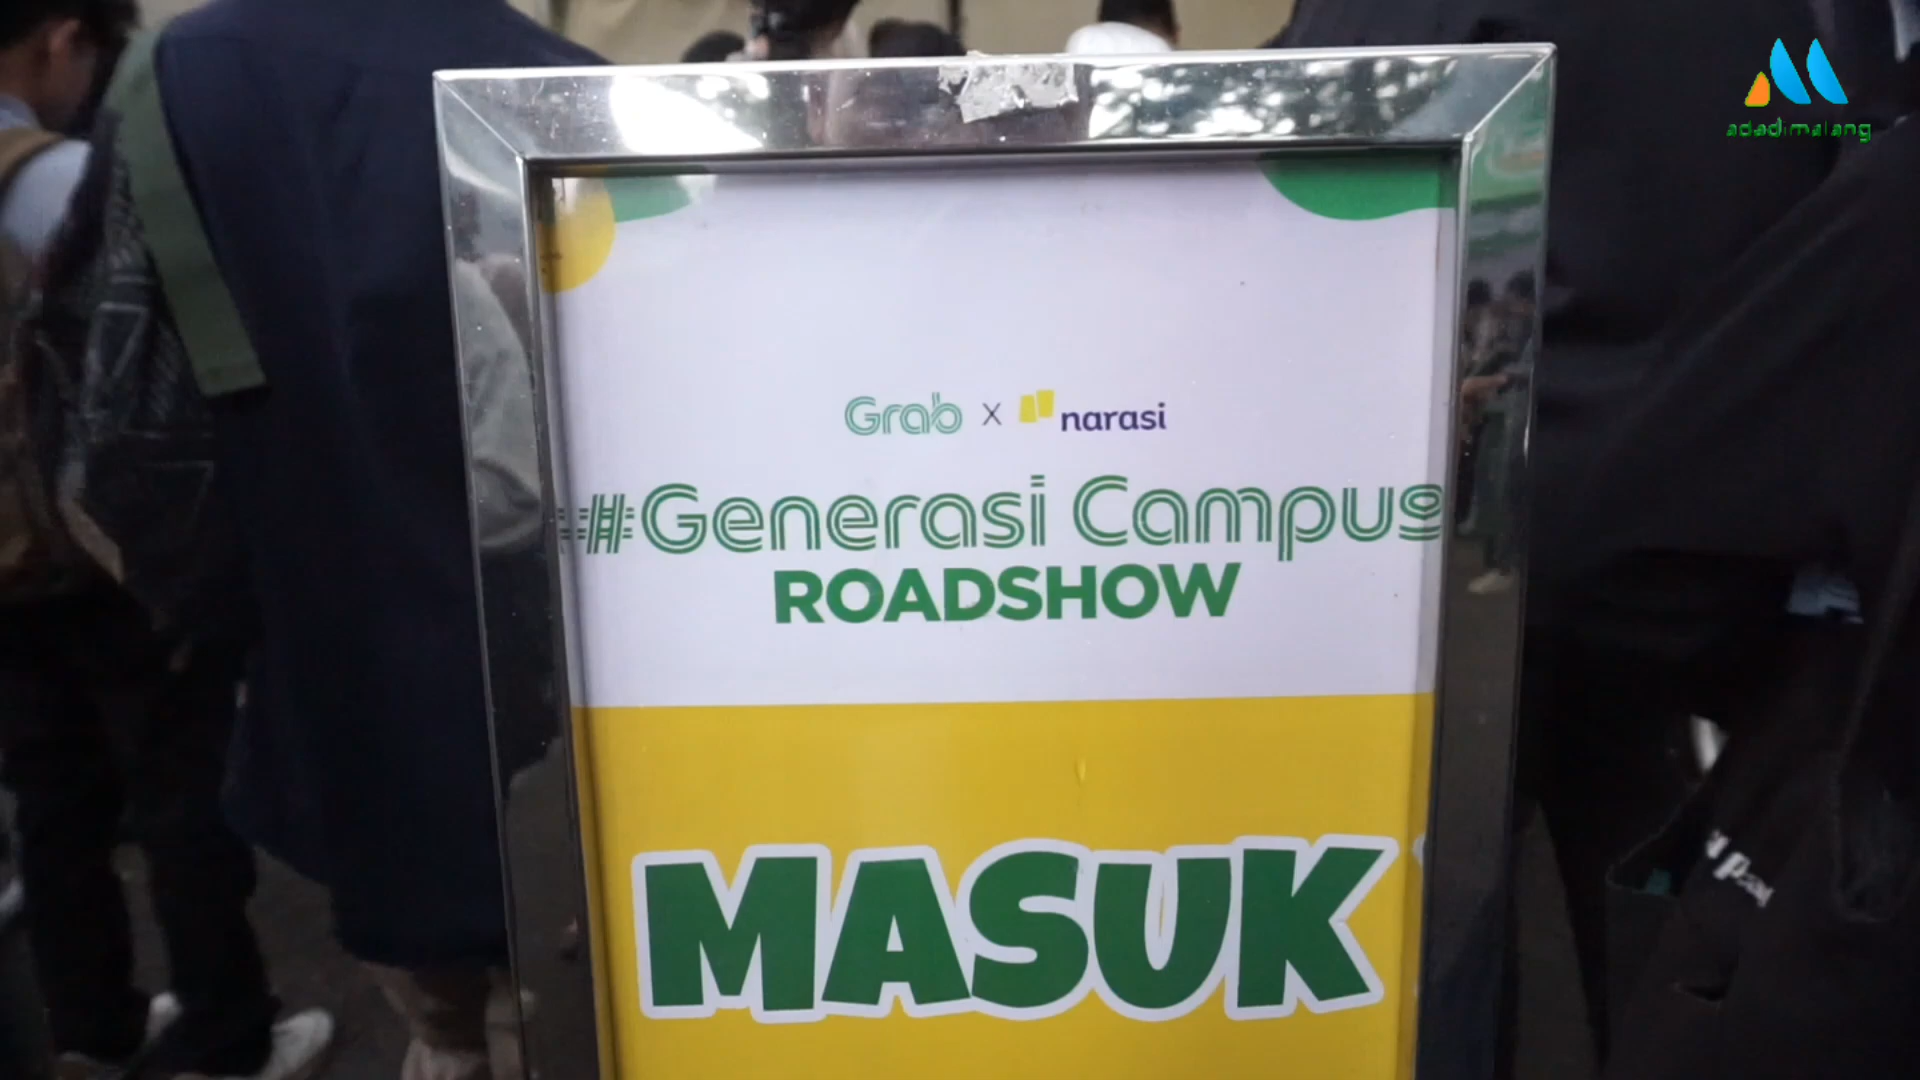 adadimalang
Grab X narasi
#Generasi Campus
ROADSHOW
MASUK